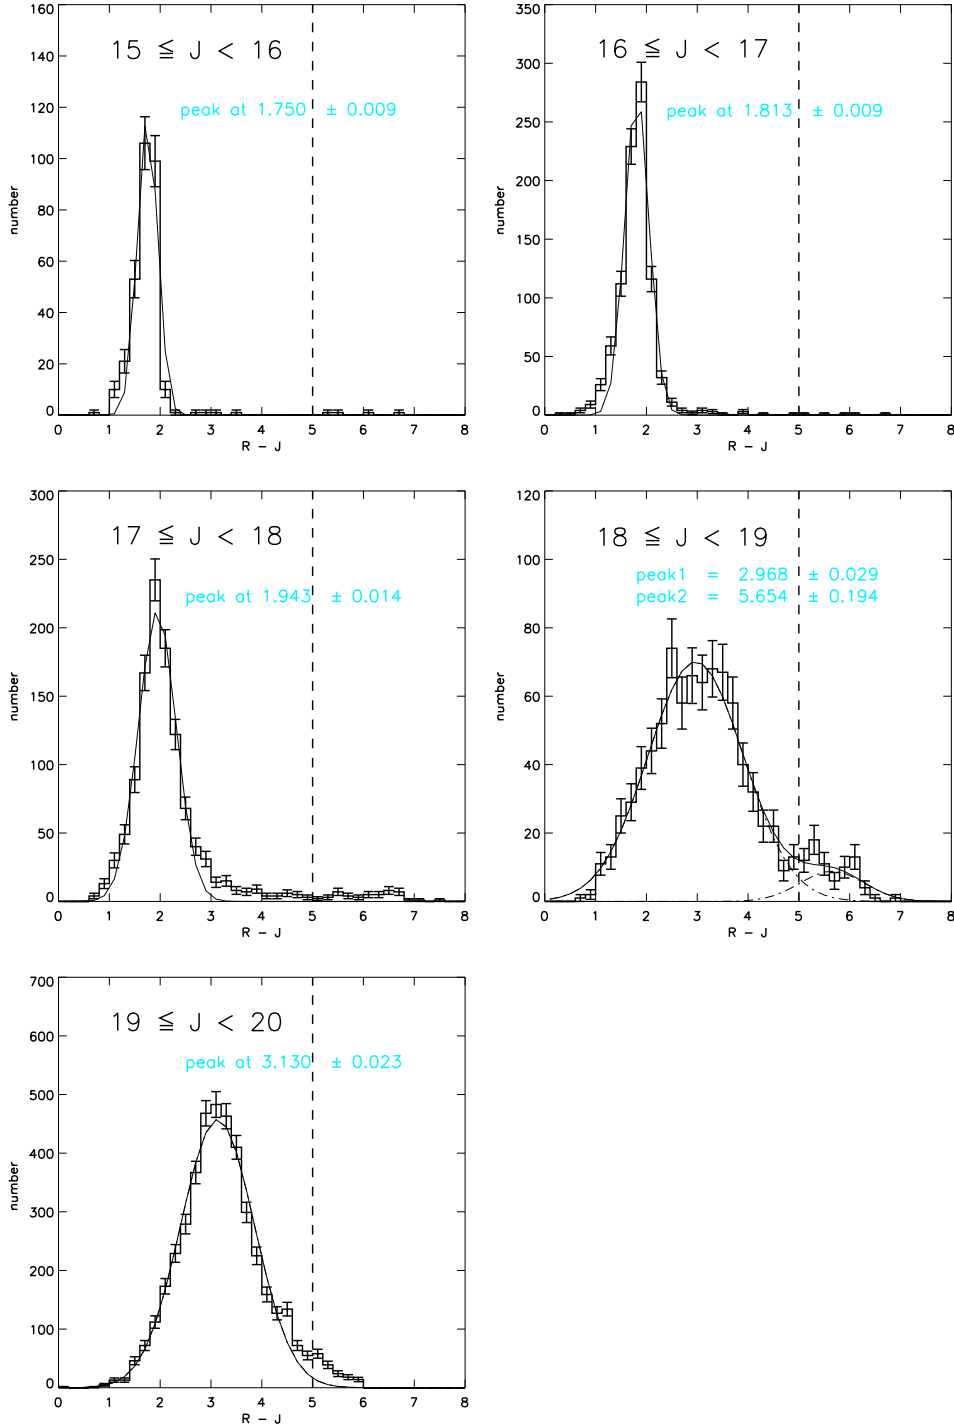 160
140
120
100
80
60
40
20
0
number
15 ≦ J < 16
peak at 1.750 ± 0.009
0 1 2 3 4 5 6 7 8
R - J
350
300
250
200
150
100
50
0
number
16 ≦ J < 17
peak at 1.813 ± 0.009
0 1 2 3 4 5 6 7 8
R - J
300
250
200
150
100
50
0
number
17 ≦ J < 18
peak at 1.943 ± 0.014
0 1 2 3 4 5 6 7 8
R - J
120
100
80
60
40
20
0
number
18 ≦ J < 19
peak1 = 2.968 ± 0.029
peak2 = 5.654 ± 0.194
0 1 2 3 4 5 6 7 8
R - J
700
600
500
400
300
200
100
0
number
19 ≦ J < 20
peak at 3.130 ± 0.023
0 1 2 3 4 5 6 7 8
R - J